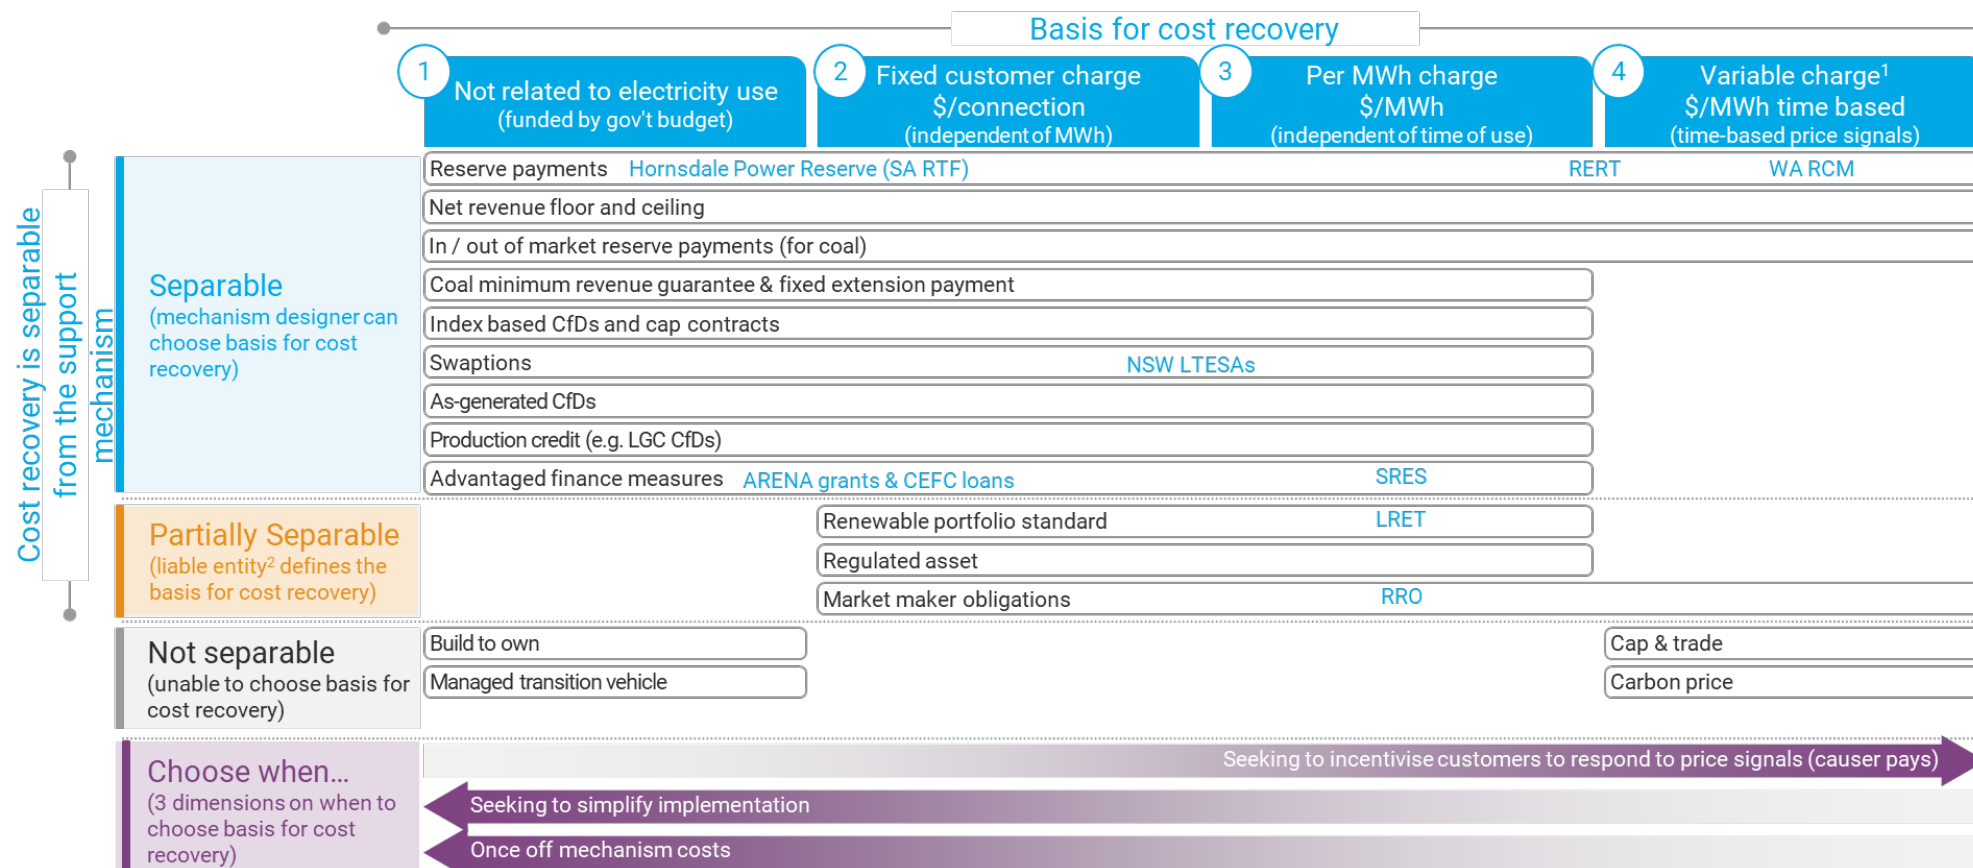 Basis for cost recovery
1
Not related to electricity use
(funded by gov't budget)
2
Fixed customer charge
$/connection
(independent of MWh)
3
Per MWh charge
$/MWh
(independent of time of use)
4
Variable charge¹
$/MWh time based
(time-based price signals)
Cost recovery is separable
from the support
mechanism
Separable
(mechanism designer can
choose basis for cost
recovery)
Reserve payments Hornsdale Power Reserve (SA RTF) RERT WA RCM
Net revenue floor and ceiling
In / out of market reserve payments (for coal)
Coal minimum revenue guarantee & fixed extension payment
Index based CfDs and cap contracts
Swaptions NSW LTESAs
As-generated CfDs
Production credit (e.g. LGC CfDs)
Advantaged finance measures ARENA grants & CEFC loans SRES
Partially Separable
(liable entity² defines the
basis for cost recovery)
Renewable portfolio standard LRET
Regulated asset
Market maker obligations RRO
Not separable
(unable to choose basis for
cost recovery)
Build to own Cap & trade
Managed transition vehicle Carbon price
Choose when...
(3 dimensions on when to
choose basis for cost
recovery)
Seeking to incentivise customers to respond to price signals (causer pays)
Seeking to simplify implementation
Once off mechanism costs